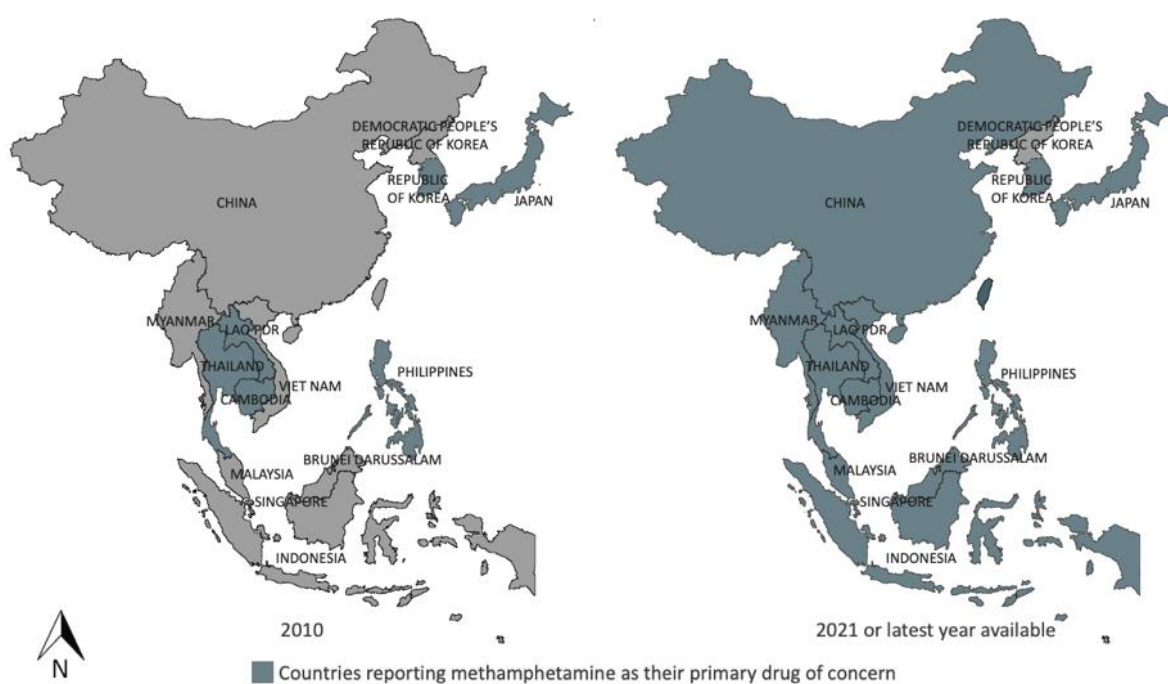 DEMOCRATIC PEOPLE'S
REPUBLIC OF KOREA
REPUBLIC
OF KOREA
JAPAN
CHINA
MYANMAR
LAO PDR
THAILAND
VIET NAM
CAMBODIA
PHILIPPINES
BRUNEI DARUSSALAM
MALAYSIA
SINGAPORE
INDONESIA
2010
DEMOCRATIC PEOPLE'S
REPUBLIC OF KOREA
REPUBLIC
OF KOREA
JAPAN
CHINA
MYANMAR
LAO PDR
THAILAND
VIET NAM
CAMBODIA
PHILIPPINES
BRUNEI DARUSSALAM
MALAYSIA
SINGAPORE
INDONESIA
2021 or latest year available
N
Countries reporting methamphetamine as their primary drug of concern